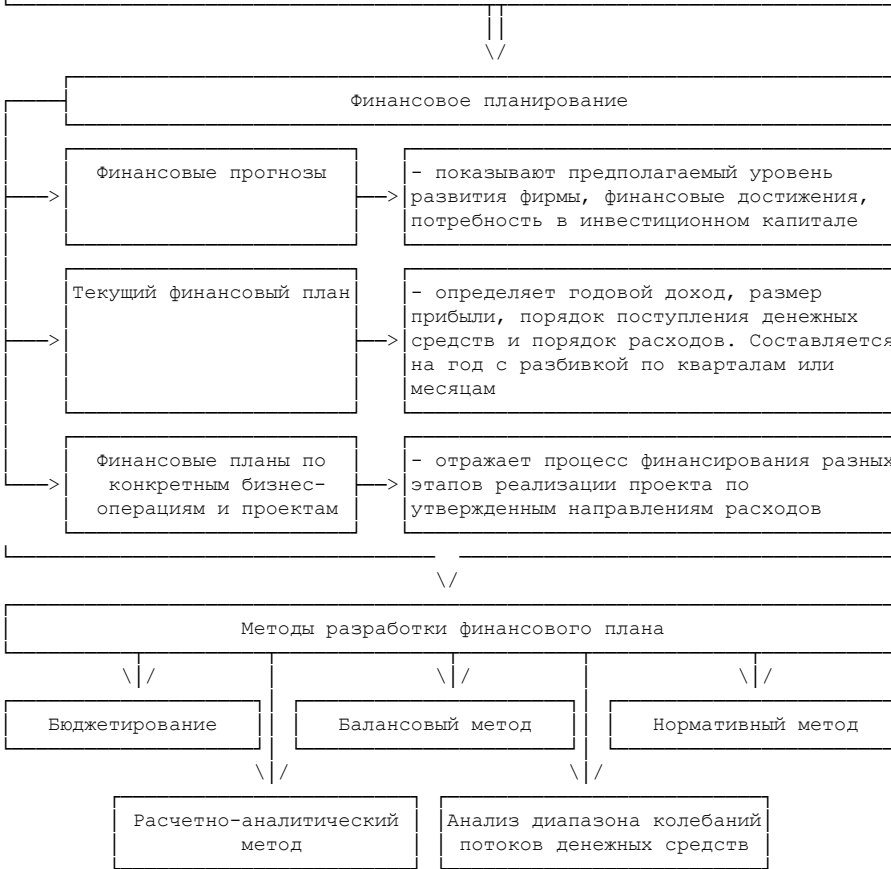 Финансовое планирование
Финансовые прогнозы
- показывают предполагаемый уровень
развития фирмы, финансовые достижения,
потребность в инвестиционном капитале
Текущий финансовый план
- определяет годовой доход, размер
прибыли, порядок поступления денежных
средств и порядок расходов. Составляется
на год с разбивкой по кварталам или
месяцам
Финансовые планы по
конкретным бизнес-
операциям и проектам
- отражает процесс финансирования разных
этапов реализации проекта по
утвержденным направлениям расходов
Методы разработки финансового плана
Бюджетирование
Балансовый метод
Нормативный метод
Расчетно-аналитический
метод
Анализ диапазона колебаний
потоков денежных средств